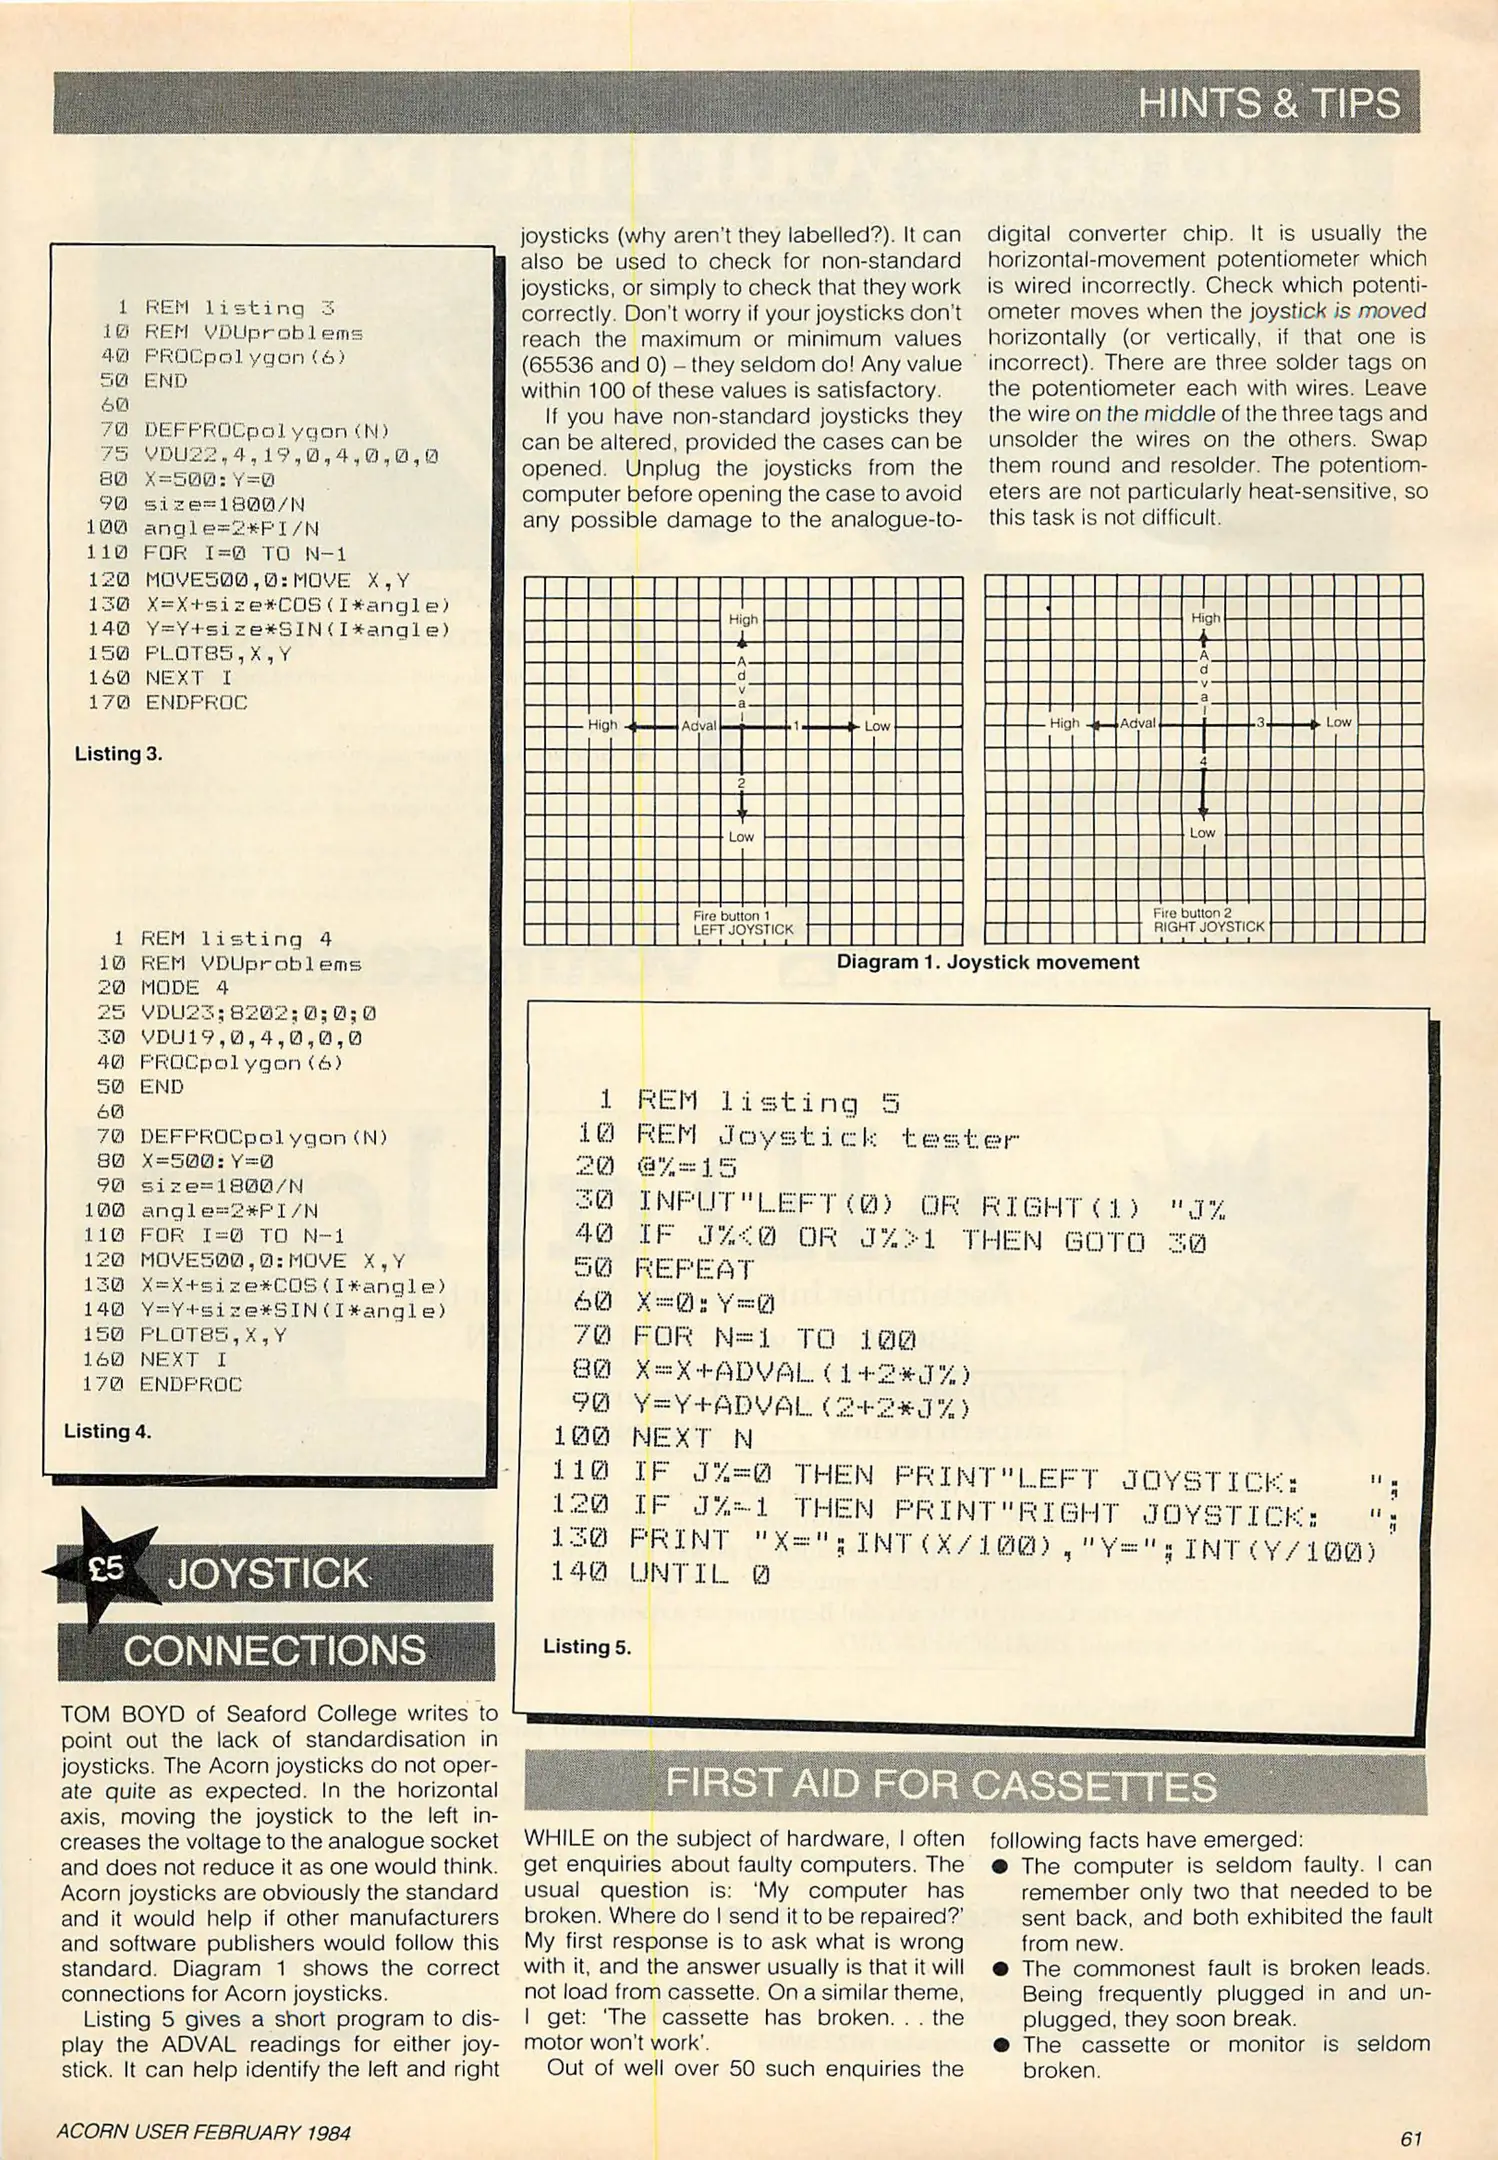 HINTS & TIPS
1 REM listing 3
10 REM VDUproblems
40 PROCpolygon(6)
50 END
60
70 DEFPROCpolygon(N)
75 VDU22,4,19,0,4,0,0,0
80 X=500:Y=0
90 size=1800/N
100 angle=2*PI/N
110 FOR I=0 TO N-1
120 MOVE500,0:MOVE X,Y
130 X=X+size*COS(I*angle)
140 Y=Y+size*SIN(I*angle)
150 PLOT85,X,Y
160 NEXT I
170 ENDPROC
Listing 3.
1 REM listing 4
10 REM VDUproblems
20 MODE 4
25 VDU23;8202;0;0;0
30 VDU19,0,4,0,0,0
40 PROCpolygon(6)
50 END
60
70 DEFPROCpolygon(N)
80 X=500:Y=0
90 size=1800/N
100 angle=2*PI/N
110 FOR I=0 TO N-1
120 MOVE500,0:MOVE X,Y
130 X=X+size*COS(I*angle)
140 Y=Y+size*SIN(I*angle)
150 PLOT85,X,Y
160 NEXT I
170 ENDPROC
Listing 4.
£5 JOYSTICK
CONNECTIONS
TOM BOYD of Seaford College writes to
point out the lack of standardisation in
joysticks. The Acorn joysticks do not oper-
ate quite as expected. In the horizontal
axis, moving the joystick to the left in-
creases the voltage to the analogue socket
and does not reduce it as one would think.
Acorn joysticks are obviously the standard
and it would help if other manufacturers
and software publishers would follow this
standard. Diagram 1 shows the correct
connections for Acorn joysticks.
Listing 5 gives a short program to dis-
play the ADVAL readings for either joy-
stick. It can help identify the left and right
joysticks (why aren't they labelled?). It can
also be used to check for non-standard
joysticks, or simply to check that they work
correctly. Don't worry if your joysticks don't
reach the maximum or minimum values
(65536 and 0) – they seldom do! Any value
within 100 of these values is satisfactory.
If you have non-standard joysticks they
can be altered, provided the cases can be
opened. Unplug the joysticks from the
computer before opening the case to avoid
any possible damage to the analogue-to-
digital converter chip. It is usually the
horizontal-movement potentiometer which
is wired incorrectly. Check which potenti-
ometer moves when the joystick is moved
horizontally (or vertically, if that one is
incorrect). There are three solder tags on
the potentiometer each with wires. Leave
the wire on the middle of the three tags and
unsolder the wires on the others. Swap
them round and resolder. The potentiom-
eters are not particularly heat-sensitive, so
this task is not difficult.
High
A
d
v
a
l
High Adval 1 Low
2
Low
Fire button 1
LEFT JOYSTICK
High
A
d
v
a
l
High Adval 3 Low
4
Low
Fire button 2
RIGHT JOYSTICK
Diagram 1. Joystick movement
1 REM listing 5
10 REM Joystick tester
20 @%=15
30 INPUT"LEFT(0) OR RIGHT(1) "J%
40 IF J%<0 OR J%>1 THEN GOTO 30
50 REPEAT
60 X=0:Y=0
70 FOR N=1 TO 100
80 X=X+ADVAL(1+2*J%)
90 Y=Y+ADVAL(2+2*J%)
100 NEXT N
110 IF J%=0 THEN PRINT"LEFT JOYSTICK: ";
120 IF J%=1 THEN PRINT"RIGHT JOYSTICK: ";
130 PRINT "X=";INT(X/100),"Y=";INT(Y/100)
140 UNTIL 0
Listing 5.
FIRST AID FOR CASSETTES
WHILE on the subject of hardware, I often
get enquiries about faulty computers. The
usual question is: 'My computer has
broken. Where do I send it to be repaired?'
My first response is to ask what is wrong
with it, and the answer usually is that it will
not load from cassette. On a similar theme,
I get: 'The cassette has broken. . . the
motor won't work'.
Out of well over 50 such enquiries the
following facts have emerged:
● The computer is seldom faulty. I can
remember only two that needed to be
sent back, and both exhibited the fault
from new.
● The commonest fault is broken leads.
Being frequently plugged in and un-
plugged, they soon break.
● The cassette or monitor is seldom
broken.
ACORN USER FEBRUARY 1984
61